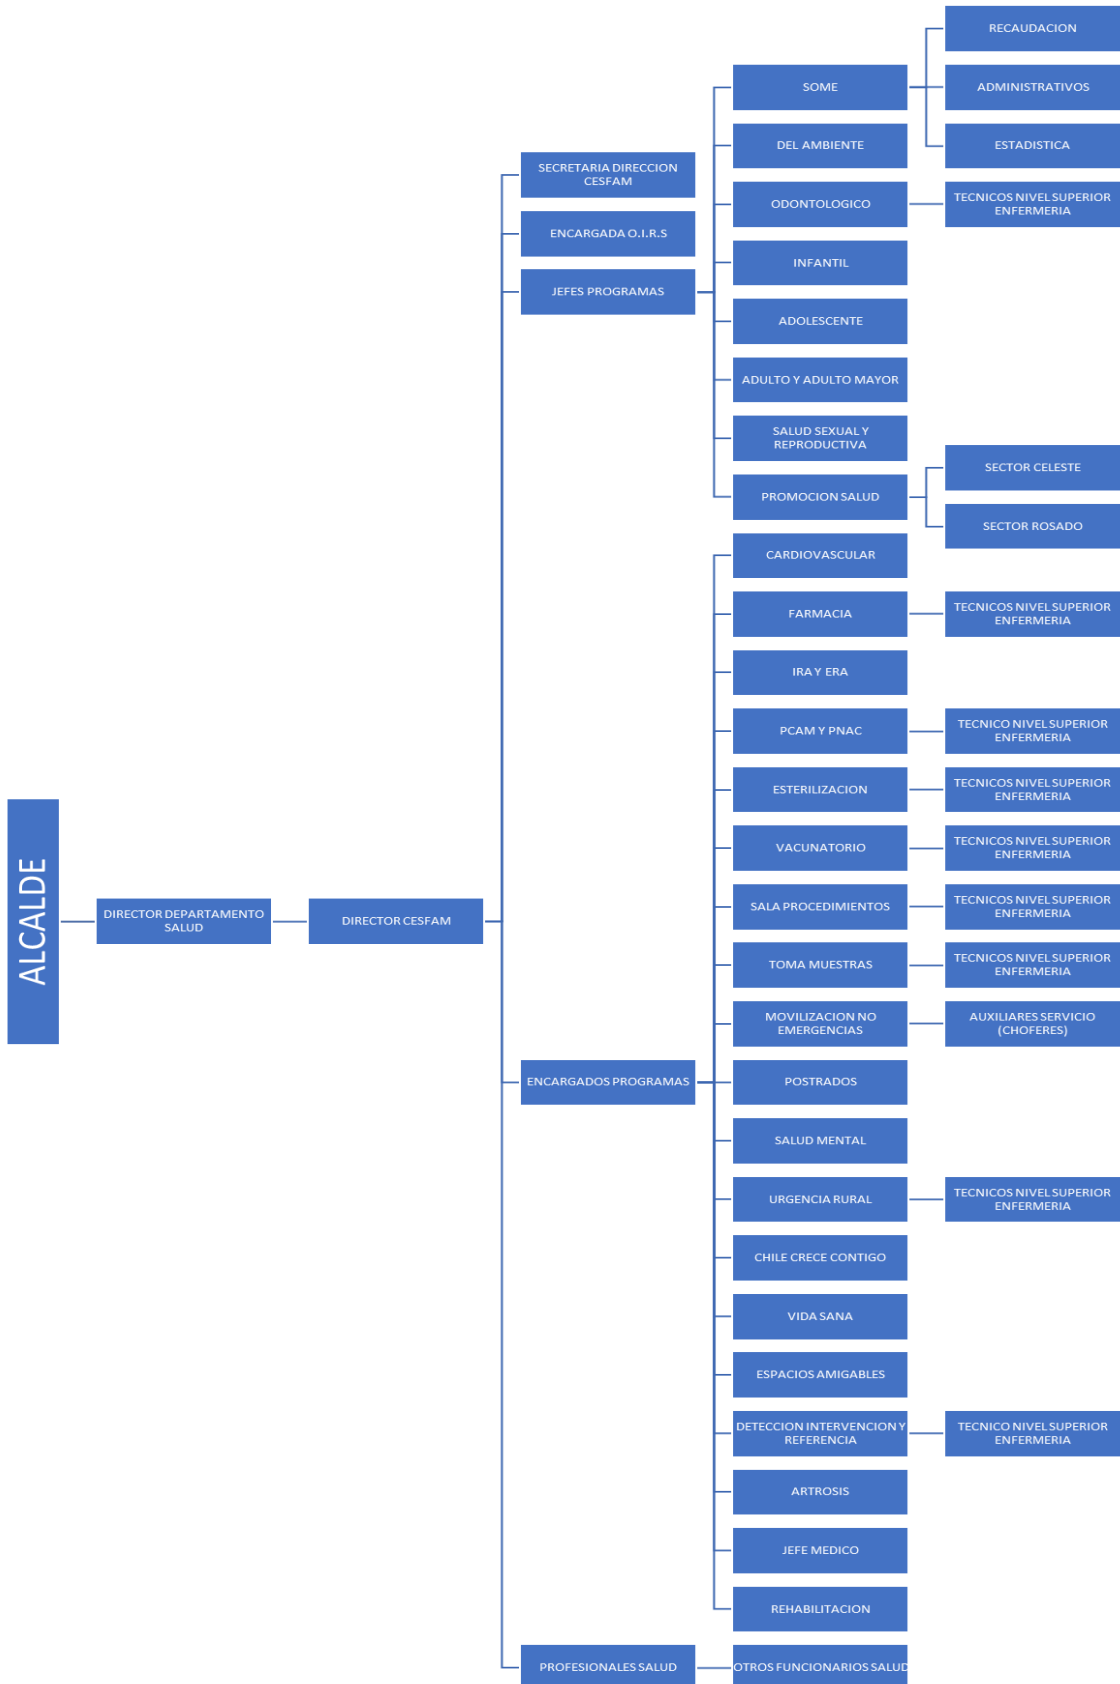 ALCALDE
DIRECTOR DEPARTAMENTO
SALUD
DIRECTOR CESFAM
SECRETARIA DIRECCION
CESFAM
ENCARGADA O.I.R.S
JEFES PROGRAMAS
SOME
RECAUDACION
ADMINISTRATIVOS
ESTADISTICA
DEL AMBIENTE
ODONTOLOGICO
TECNICOS NIVEL SUPERIOR
ENFERMERIA
INFANTIL
ADOLESCENTE
ADULTO Y ADULTO MAYOR
SALUD SEXUAL Y
REPRODUCTIVA
PROMOCION SALUD
SECTOR CELESTE
SECTOR ROSADO
ENCARGADOS PROGRAMAS
CARDIOVASCULAR
FARMACIA
TECNICOS NIVEL SUPERIOR
ENFERMERIA
IRA Y ERA
PCAM Y PNAC
TECNICO NIVEL SUPERIOR
ENFERMERIA
ESTERILIZACION
TECNICOS NIVEL SUPERIOR
ENFERMERIA
VACUNATORIO
TECNICOS NIVEL SUPERIOR
ENFERMERIA
SALA PROCEDIMIENTOS
TECNICOS NIVEL SUPERIOR
ENFERMERIA
TOMA MUESTRAS
TECNICOS NIVEL SUPERIOR
ENFERMERIA
MOVILIZACION NO
EMERGENCIAS
AUXILIARES SERVICIO
(CHOFERES)
POSTRADOS
SALUD MENTAL
URGENCIA RURAL
TECNICOS NIVEL SUPERIOR
ENFERMERIA
CHILE CRECE CONTIGO
VIDA SANA
ESPACIOS AMIGABLES
DETECCION INTERVENCION Y
REFERENCIA
TECNICO NIVEL SUPERIOR
ENFERMERIA
ARTROSIS
JEFE MEDICO
REHABILITACION
PROFESIONALES SALUD
OTROS FUNCIONARIOS SALUD